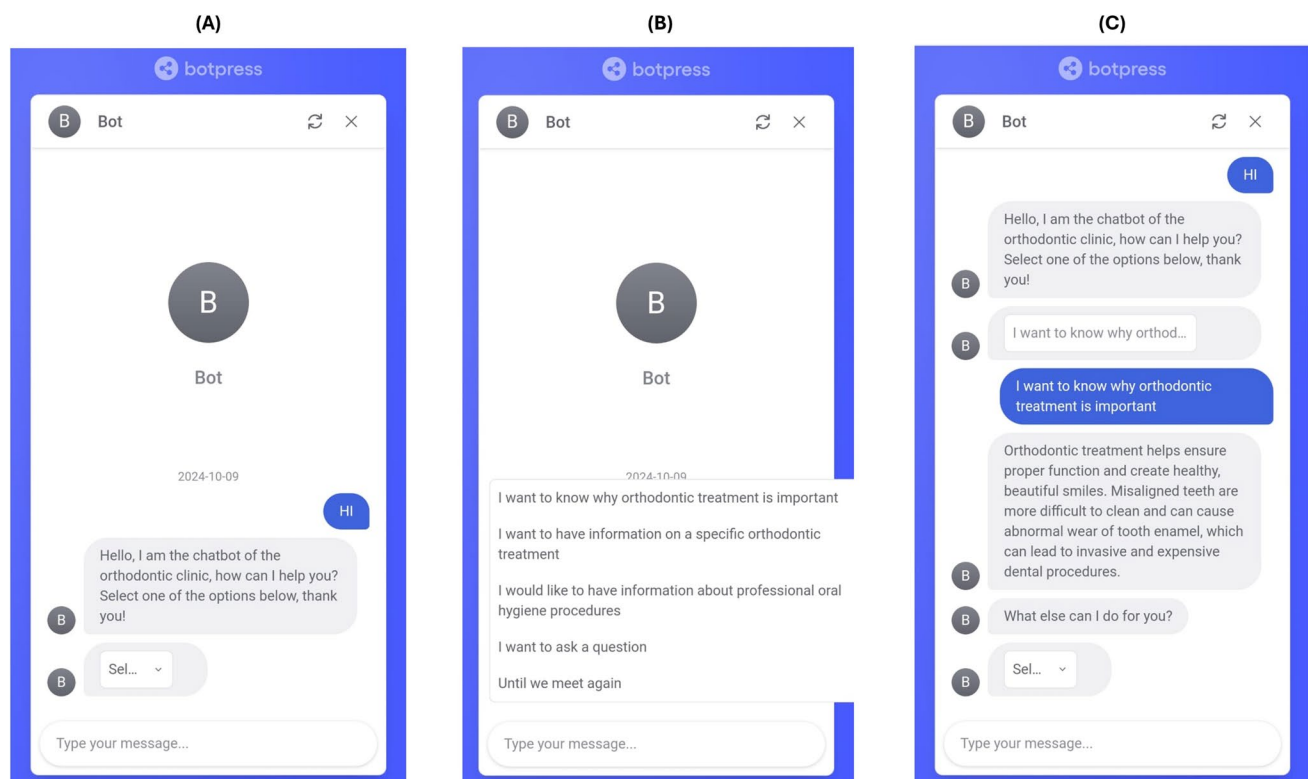 (A)
botpress
B
Bot
B
Bot
2024-10-09
HI
Hello, I am the chatbot of the
orthodontic clinic, how can I help you?
Select one of the options below, thank
you!
B
Sel...
B
Type your message...
(B)
botpress
B
Bot
B
Bot
2024-10-09
I want to know why orthodontic treatment is important
I want to have information on a specific orthodontic
treatment
I would like to have information about professional oral
hygiene procedures
I want to ask a question
Until we meet again
Type your message...
(C)
botpress
B
Bot
HI
Hello, I am the chatbot of the
orthodontic clinic, how can I help you?
Select one of the options below, thank
you!
B
I want to know why orthod...
B
I want to know why orthodontic
treatment is important
Orthodontic treatment helps ensure
proper function and create healthy,
beautiful smiles. Misaligned teeth are
more difficult to clean and can cause
abnormal wear of tooth enamel, which
can lead to invasive and expensive
dental procedures.
B
B
What else can I do for you?
Sel...
B
Type your message...